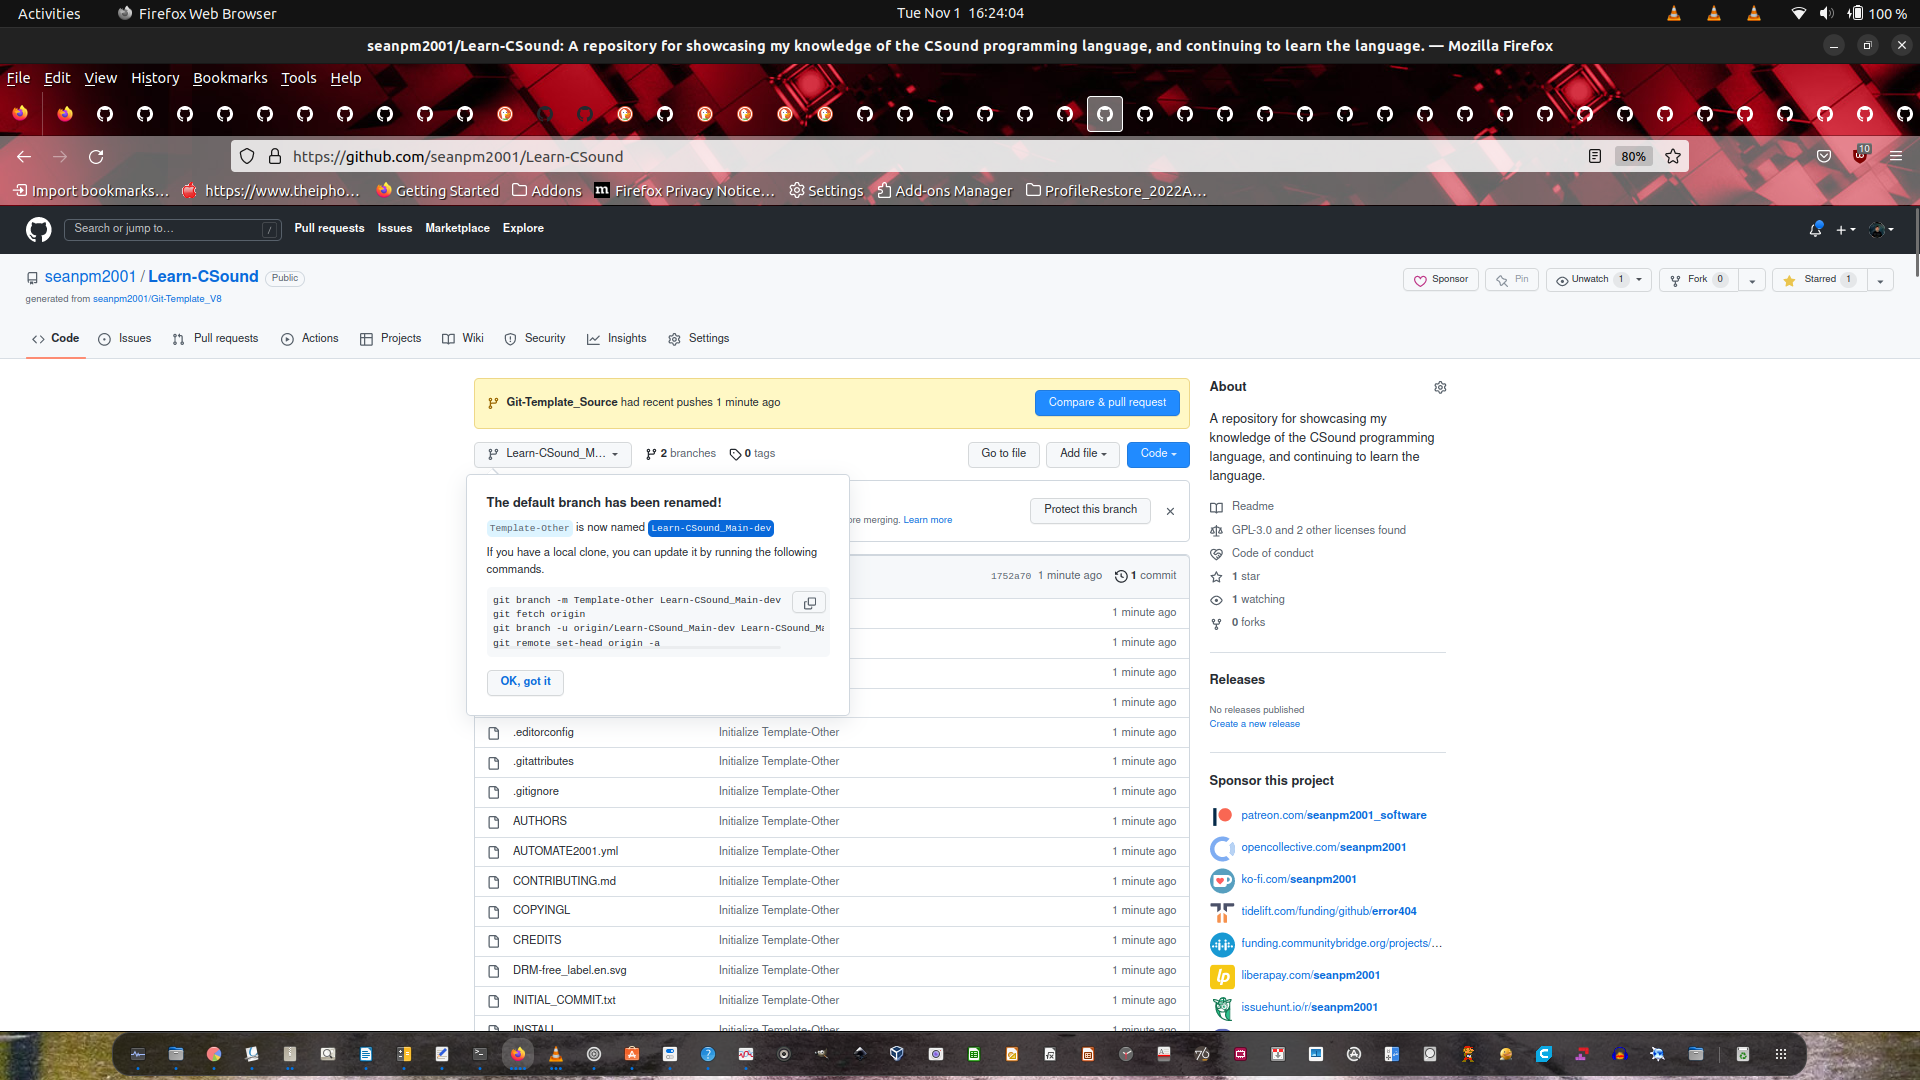 Activities
Firefox Web Browser
Tue Nov 1  16:24:04
100 %
seanpm2001/Learn-CSound: A repository for showcasing my knowledge of the CSound programming language, and continuing to learn the language. — Mozilla Firefox
File Edit View History Bookmarks Tools Help
https://github.com/seanpm2001/Learn-CSound
80%
10
Import bookmarks…
https://www.theipho…
Getting Started
Addons
Firefox Privacy Notice…
Settings
Add-ons Manager
ProfileRestore_2022A…
Search or jump to…
/
Pull requests
Issues
Marketplace
Explore
seanpm2001 / Learn-CSound
Public
Sponsor
Pin
Unwatch 1
Fork 0
Starred 1
generated from seanpm2001/Git-Template_V8
Code
Issues
Pull requests
Actions
Projects
Wiki
Security
Insights
Settings
Git-Template_Source had recent pushes 1 minute ago
Compare & pull request
Learn-CSound_M…
2 branches
0 tags
Go to file
Add file
Code
The default branch has been renamed!
Template-Other is now named Learn-CSound_Main-dev
If you have a local clone, you can update it by running the following
commands.
git branch -m Template-Other Learn-CSound_Main-dev
git fetch origin
git branch -u origin/Learn-CSound_Main-dev Learn-CSound_Ma
git remote set-head origin -a
OK, got it
ore merging. Learn more
Protect this branch
1752a70 1 minute ago
1 commit
1 minute ago
1 minute ago
1 minute ago
1 minute ago
.editorconfig Initialize Template-Other 1 minute ago
.gitattributes Initialize Template-Other 1 minute ago
.gitignore Initialize Template-Other 1 minute ago
AUTHORS Initialize Template-Other 1 minute ago
AUTOMATE2001.yml Initialize Template-Other 1 minute ago
CONTRIBUTING.md Initialize Template-Other 1 minute ago
COPYINGL Initialize Template-Other 1 minute ago
CREDITS Initialize Template-Other 1 minute ago
DRM-free_label.en.svg Initialize Template-Other 1 minute ago
INITIAL_COMMIT.txt Initialize Template-Other 1 minute ago
INSTALL Initialize Template-Other 1 minute ago
About
A repository for showcasing my
knowledge of the CSound programming
language, and continuing to learn the
language.
Readme
GPL-3.0 and 2 other licenses found
Code of conduct
1 star
1 watching
0 forks
Releases
No releases published
Create a new release
Sponsor this project
patreon.com/seanpm2001_software
opencollective.com/seanpm2001
ko-fi.com/seanpm2001
tidelift.com/funding/github/error404
funding.communitybridge.org/projects/…
lp
liberapay.com/seanpm2001
issuehunt.io/r/seanpm2001